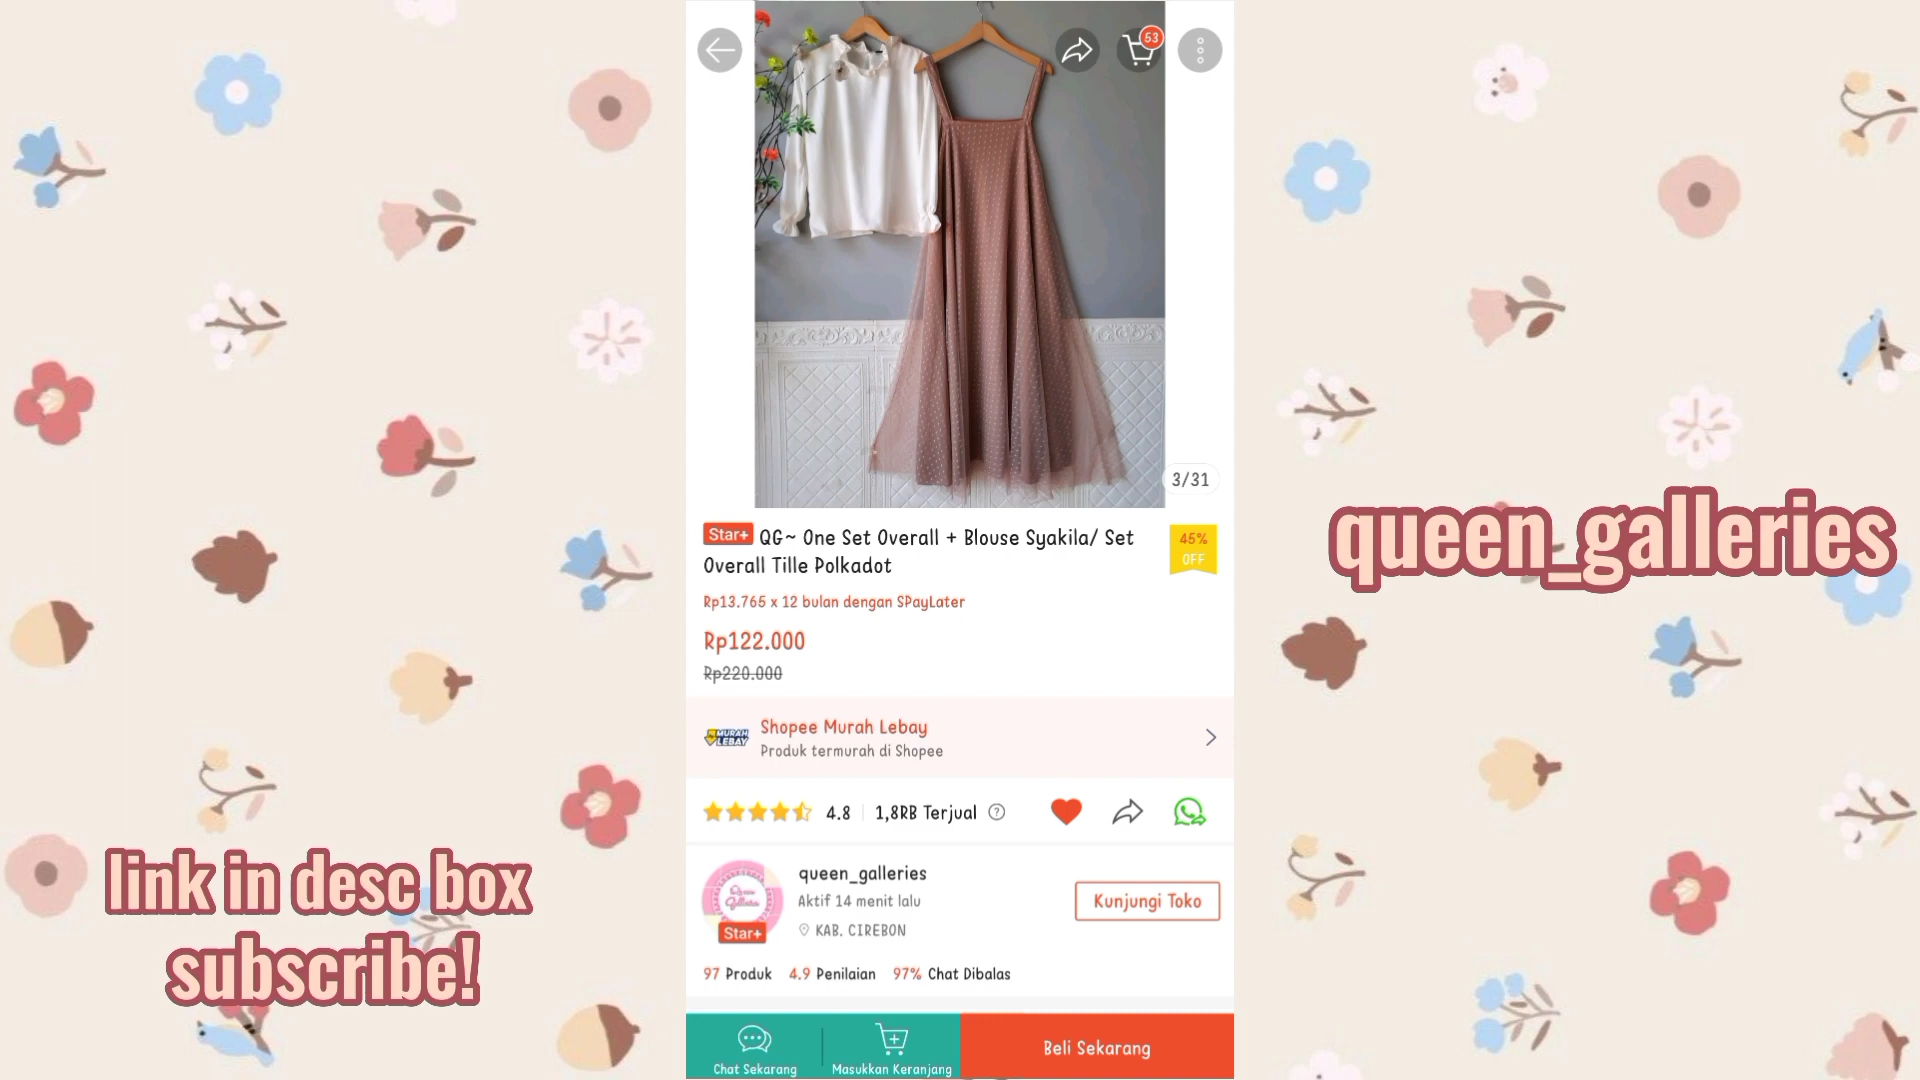 53
3/31
Star+ QG~ One Set Overall + Blouse Syakila/ Set
Overall Tille Polkadot
45%
OFF
Rp13.765 x 12 bulan dengan SPayLater
Rp122.000
Rp220.000
MURAH
LEBAY
Shopee Murah Lebay
Produk termurah di Shopee
4.8
1,8RB Terjual
?
queen_galleries
Aktif 14 menit lalu
KAB. CIREBON
Star+
Kunjungi Toko
97 Produk
4.9 Penilaian
97% Chat Dibalas
Chat Sekarang
Masukkan Keranjang
Beli Sekarang
link in desc box
subscribe!
queen_galleries